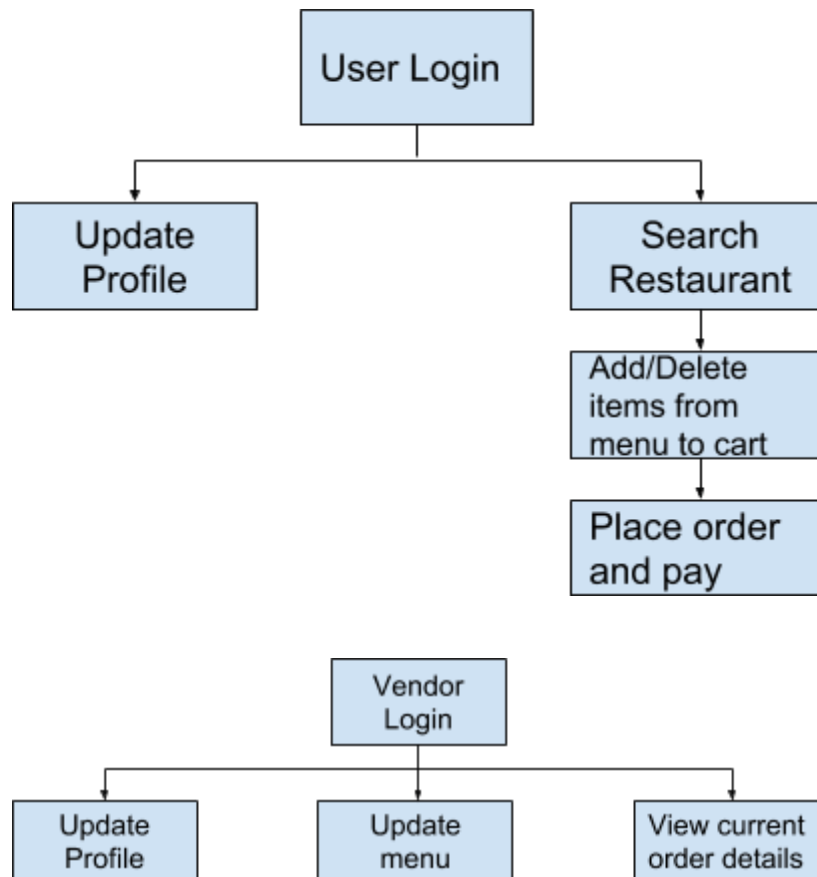 User Login
Update
Profile
Search
Restaurant
Add/Delete
items from
menu to cart
Place order
and pay
Vendor
Login
Update
Profile
Update
menu
View current
order details